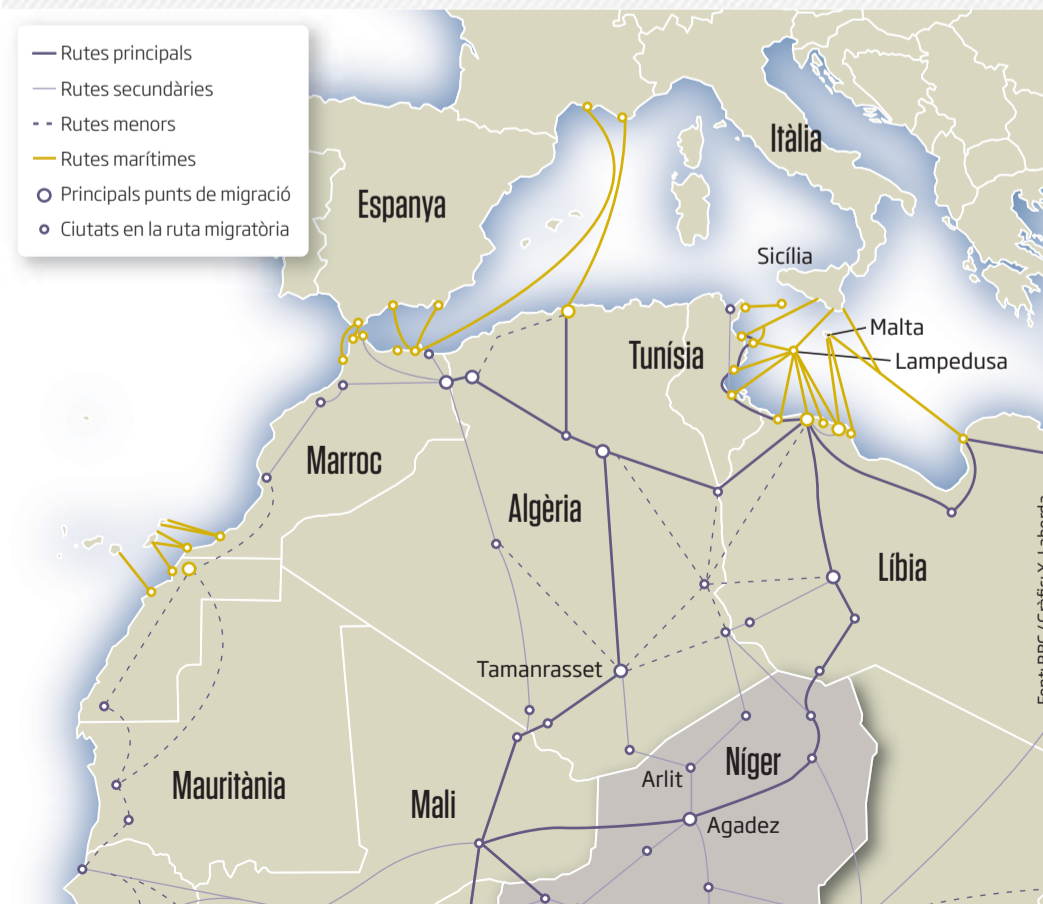 Rutes principals
Rutes secundàries
Rutes menors
Rutes marítimes
Principals punts de migració
Ciutats en la ruta migratòria
Itàlia
Espanya
Sicília
Malta
Tunísia
Lampedusa
Marroc
Algèria
Líbia
Tamanrasset
Níger
Arlit
Mauritània
Mali
Agadez